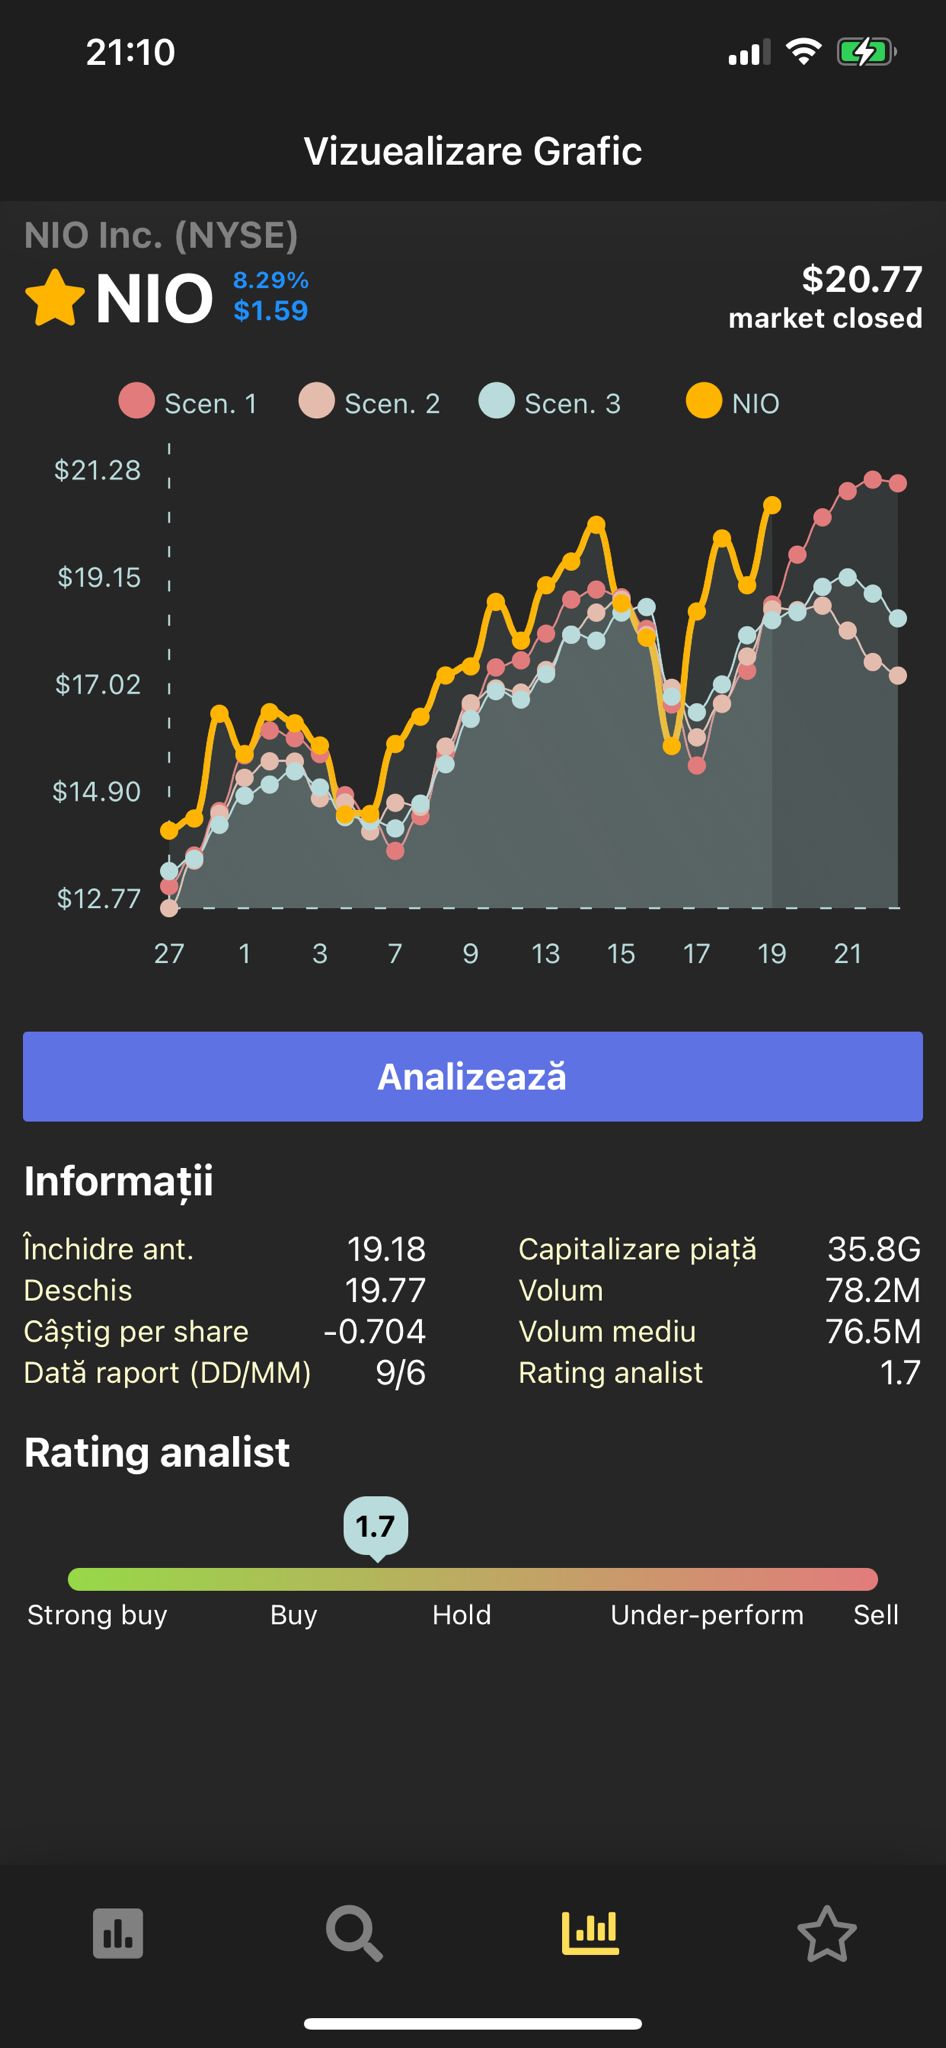 21:10
Vizuealizare Grafic
NIO Inc. (NYSE)
NIO 8.29% $1.59
$20.77
market closed
Scen. 1 Scen. 2 Scen. 3 NIO
$21.28
$19.15
$17.02
$14.90
$12.77
27 1 3 7 9 13 15 17 19 21
Analizează
Informații
Închidre ant. 19.18 Capitalizare piață 35.8G
Deschis 19.77 Volum 78.2M
Câștig per share -0.704 Volum mediu 76.5M
Dată raport (DD/MM) 9/6 Rating analist 1.7
Rating analist
1.7
Strong buy Buy Hold Under-perform Sell